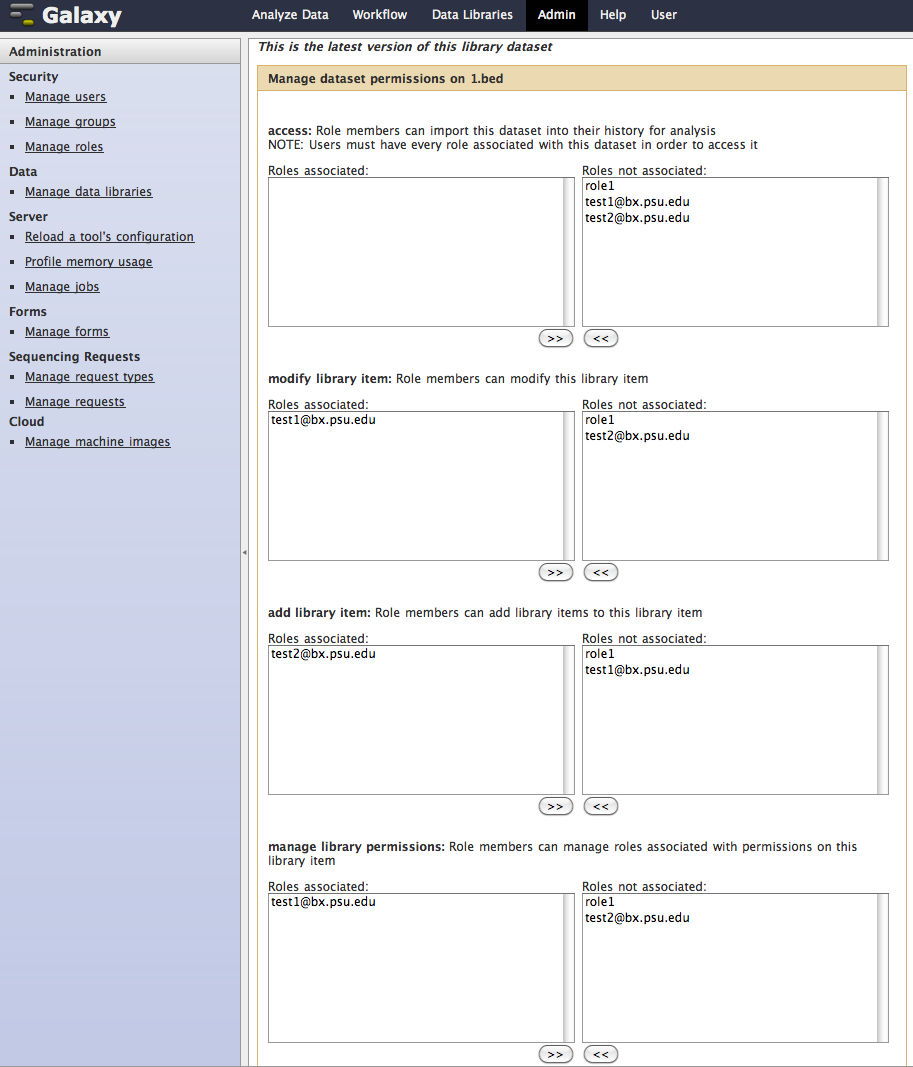 Galaxy
Analyze Data Workflow Data Libraries Admin Help User
Administration
Security
Manage users
Manage groups
Manage roles
Data
Manage data libraries
Server
Reload a tool's configuration
Profile memory usage
Manage jobs
Forms
Manage forms
Sequencing Requests
Manage request types
Manage requests
Cloud
Manage machine images
This is the latest version of this library dataset
Manage dataset permissions on 1.bed
access: Role members can import this dataset into their history for analysis
NOTE: Users must have every role associated with this dataset in order to access it
Roles associated:
Roles not associated:
role1
test1@bx.psu.edu
test2@bx.psu.edu
>> <<
modify library item: Role members can modify this library item
Roles associated:
test1@bx.psu.edu
Roles not associated:
role1
test2@bx.psu.edu
>> <<
add library item: Role members can add library items to this library item
Roles associated:
test2@bx.psu.edu
Roles not associated:
role1
test1@bx.psu.edu
>> <<
manage library permissions: Role members can manage roles associated with permissions on this
library item
Roles associated:
test1@bx.psu.edu
Roles not associated:
role1
test2@bx.psu.edu
>> <<